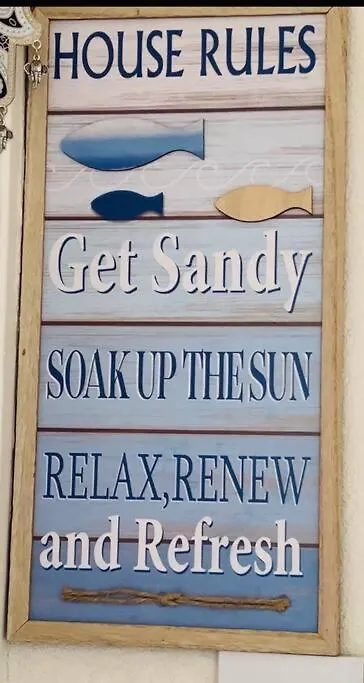 HOUSE RULES
Get Sandy
SOAK UP THE SUN
RELAX, RENEW
and Refresh